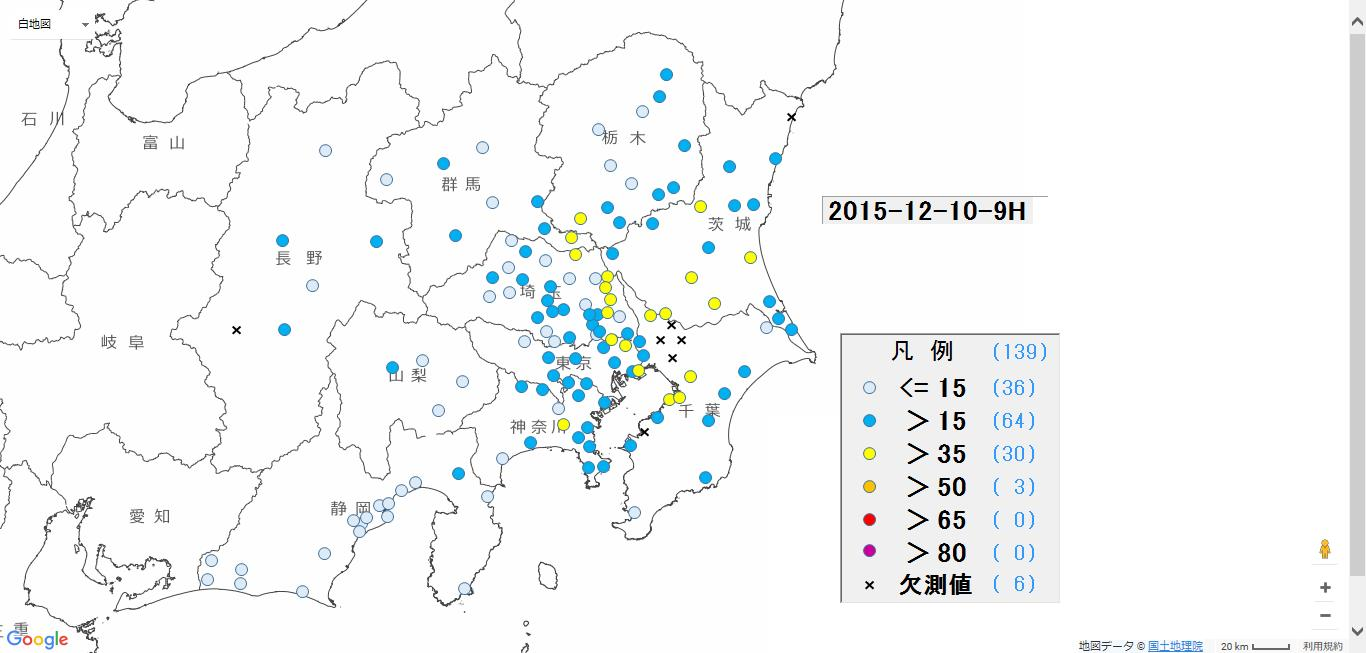 白地図
石 川
富 山
栃 木
群 馬
茨 城
2015-12-10-9H
長 野
埼 玉
岐 阜
東 京
山 梨
千 葉
神 奈 川
静 岡
愛 知
重
凡 例 (139)
<= 15 (36)
> 15 (64)
> 35 (30)
> 50 ( 3)
> 65 ( 0)
> 80 ( 0)
× 欠測値 ( 6)
+
−
Google
地図データ © 国土地理院 20 km 利用規約